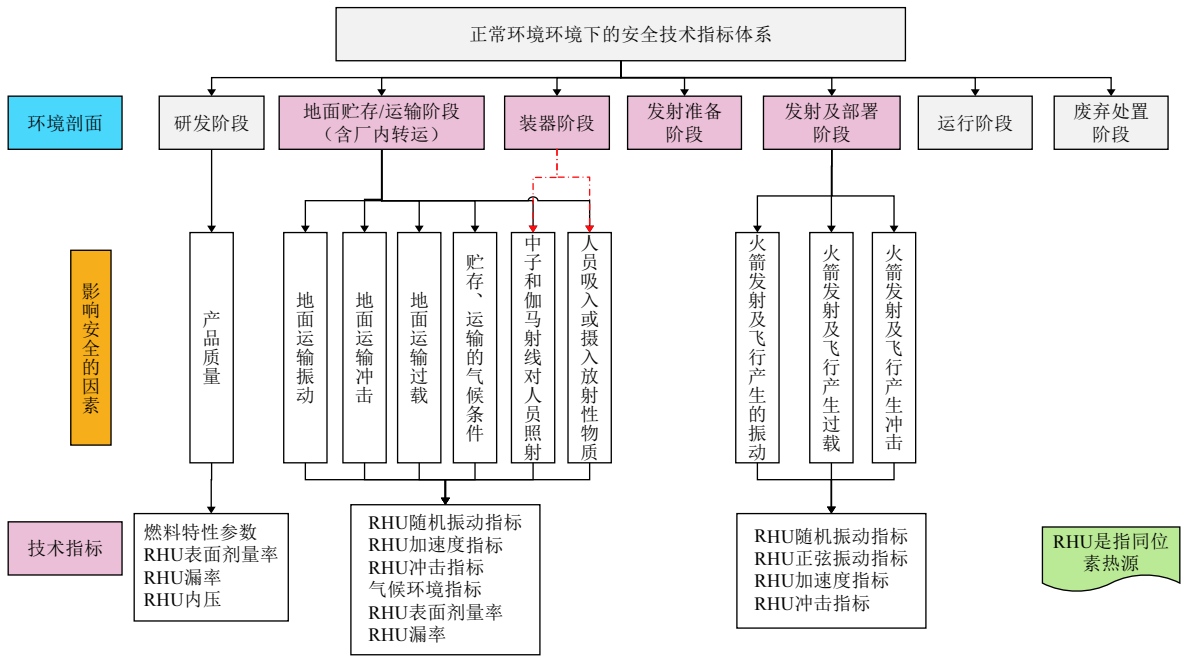 正常环境环境下的安全技术指标体系
环境剖面
研发阶段
地面贮存/运输阶段
（含厂内转运）
装器阶段
发射准备
阶段
发射及部署
阶段
运行阶段
废弃处置
阶段
影响安全的因素
产品质量
地面运输振动
地面运输冲击
地面运输过载
贮存、运输的气候条件
中子和伽马射线对人员照射
人员吸入或摄入放射性物质
火箭发射及飞行产生的振动
火箭发射及飞行产生过载
火箭发射及飞行产生冲击
技术指标
燃料特性参数
RHU表面剂量率
RHU漏率
RHU内压
RHU随机振动指标
RHU加速度指标
RHU冲击指标
气候环境指标
RHU表面剂量率
RHU漏率
RHU随机振动指标
RHU正弦振动指标
RHU加速度指标
RHU冲击指标
RHU是指同位
素热源